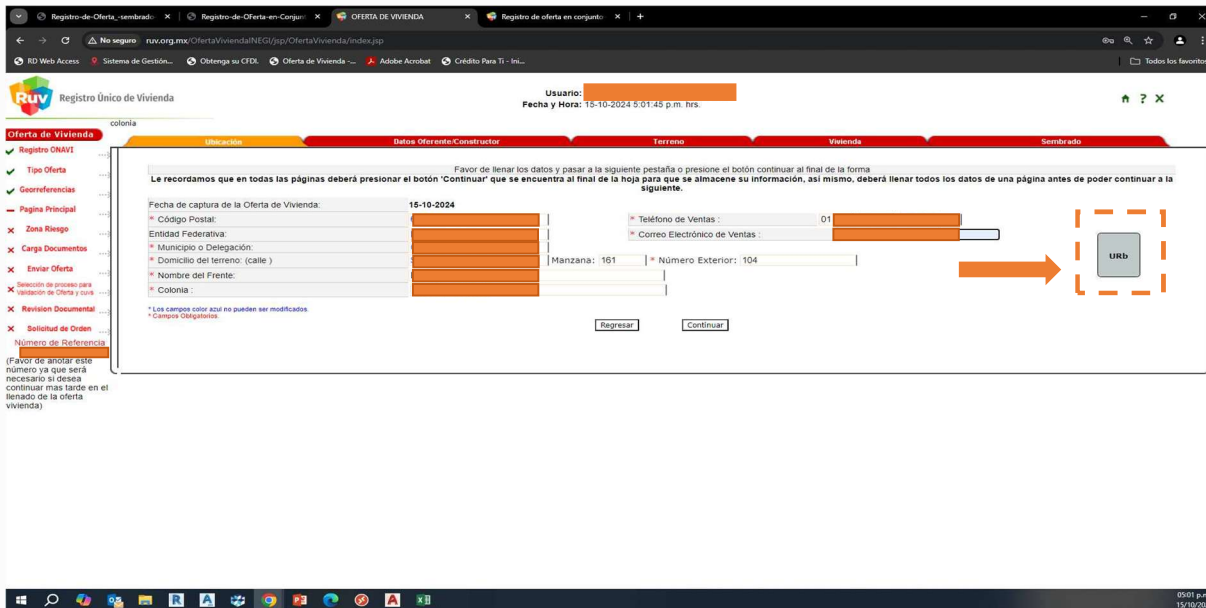 Registro-de-Oferta_-sembrado
Registro-de-OFerta-en-Conjun
OFERTA DE VIVIENDA
Registro de oferta en conjunto
No seguro
ruv.org.mx/OfertaViviendaINEGI/jsp/OfertaVivienda/index.jsp
RD Web Access
Sistema de Gestión...
Obtenga su CFDI.
Oferta de Vivienda -...
Adobe Acrobat
Crédito Para Ti - Ini...
Todos los favoritos
Ruv
Registro Único de Vivienda
Usuario:
Fecha y Hora: 15-10-2024 5:01:45 p.m. hrs.
colonia
Oferta de Vivienda
Ubicación
Datos Oferente/Constructor
Terreno
Vivienda
Sembrado
Registro ONAVI
Tipo Oferta
Georreferencias
Pagina Principal
Zona Riesgo
Carga Documentos
Enviar Oferta
Selección de proceso para
Validación de Oferta y cuvs
Revision Documental
Solicitud de Orden
Número de Referencia
(Favor de anotar este
número ya que será
necesario si desea
continuar mas tarde en el
llenado de la oferta
vivienda)
Favor de llenar los datos y pasar a la siguiente pestaña o presione el botón continuar al final de la forma
Le recordamos que en todas las páginas deberá presionar el botón 'Continuar' que se encuentra al final de la hoja para que se almacene su información, así mismo, deberá llenar todos los datos de una página antes de poder continuar a la
siguiente.
Fecha de captura de la Oferta de Vivienda: 15-10-2024
* Código Postal:
* Teléfono de Ventas : 01
Entidad Federativa:
* Correo Electrónico de Ventas :
* Municipio o Delegación:
* Domicilio del terreno: (calle )
Manzana: 161
* Número Exterior: 104
* Nombre del Frente:
* Colonia :
* Los campos color azul no pueden ser modificados.
* Campos Obligatorios.
Regresar
Continuar
URb
05:01 p.m
15/10/20